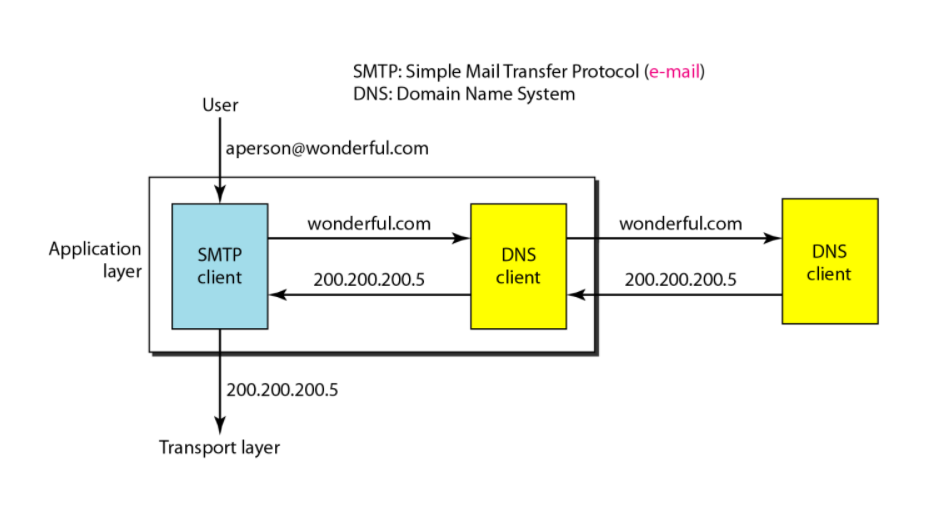 SMTP: Simple Mail Transfer Protocol (e-mail)
DNS: Domain Name System
User
aperson@wonderful.com
Application
layer
SMTP
client
wonderful.com
200.200.200.5
DNS
client
wonderful.com
200.200.200.5
DNS
client
200.200.200.5
Transport layer